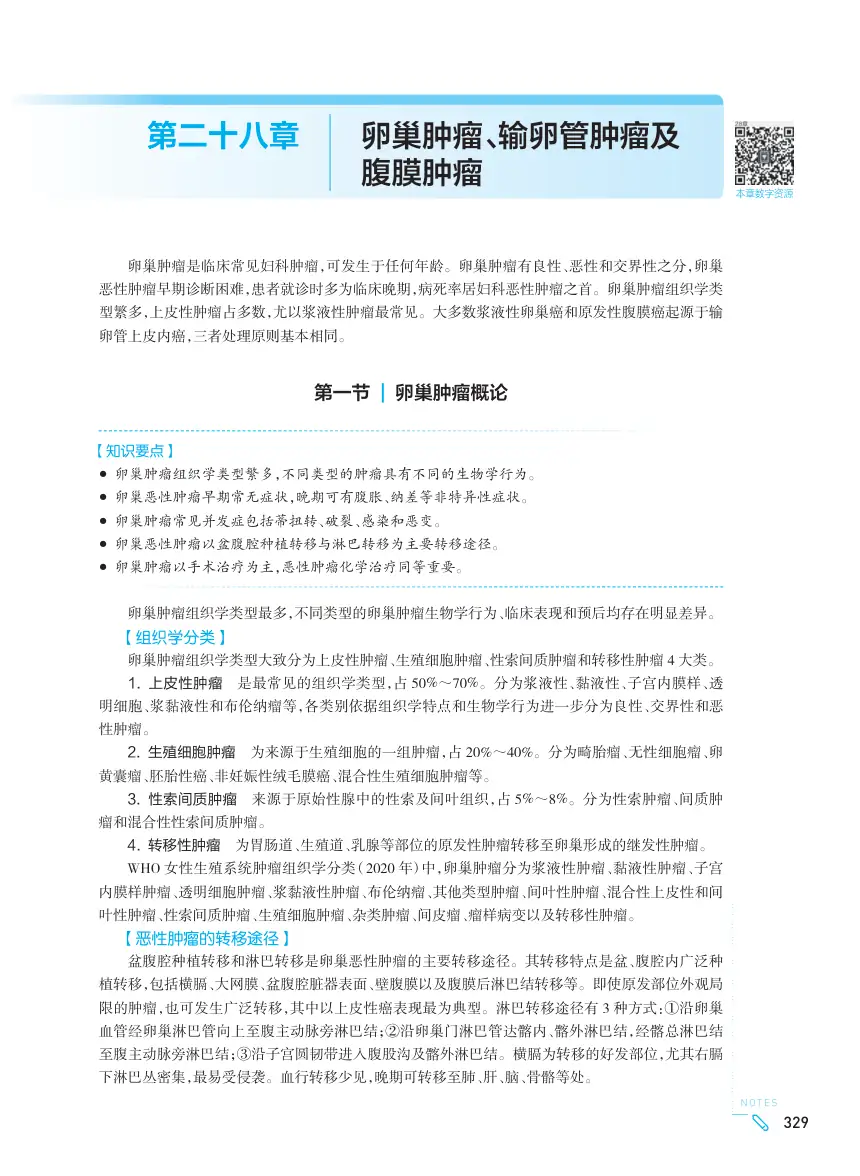 第二十八章
卵巢肿瘤、输卵管肿瘤及
腹膜肿瘤
28章
本章数字资源
卵巢肿瘤是临床常见妇科肿瘤,可发生于任何年龄。卵巢肿瘤有良性、恶性和交界性之分,卵巢
恶性肿瘤早期诊断困难,患者就诊时多为临床晚期,病死率居妇科恶性肿瘤之首。卵巢肿瘤组织学类
型繁多,上皮性肿瘤占多数,尤以浆液性肿瘤最常见。大多数浆液性卵巢癌和原发性腹膜癌起源于输
卵管上皮内癌,三者处理原则基本相同。
第一节 | 卵巢肿瘤概论
【知识要点】
● 卵巢肿瘤组织学类型繁多,不同类型的肿瘤具有不同的生物学行为。
● 卵巢恶性肿瘤早期常无症状,晚期可有腹胀、纳差等非特异性症状。
● 卵巢肿瘤常见并发症包括蒂扭转、破裂、感染和恶变。
● 卵巢恶性肿瘤以盆腹腔种植转移与淋巴转移为主要转移途径。
● 卵巢肿瘤以手术治疗为主,恶性肿瘤化学治疗同等重要。
卵巢肿瘤组织学类型最多,不同类型的卵巢肿瘤生物学行为、临床表现和预后均存在明显差异。
【组织学分类】
卵巢肿瘤组织学类型大致分为上皮性肿瘤、生殖细胞肿瘤、性索间质肿瘤和转移性肿瘤 4 大类。
1. 上皮性肿瘤 是最常见的组织学类型,占 50%～70%。分为浆液性、黏液性、子宫内膜样、透
明细胞、浆黏液性和布伦纳瘤等,各类别依据组织学特点和生物学行为进一步分为良性、交界性和恶
性肿瘤。
2. 生殖细胞肿瘤 为来源于生殖细胞的一组肿瘤,占 20%～40%。分为畸胎瘤、无性细胞瘤、卵
黄囊瘤、胚胎性癌、非妊娠性绒毛膜癌、混合性生殖细胞肿瘤等。
3. 性索间质肿瘤 来源于原始性腺中的性索及间叶组织,占 5%～8%。分为性索肿瘤、间质肿
瘤和混合性性索间质肿瘤。
4. 转移性肿瘤 为胃肠道、生殖道、乳腺等部位的原发性肿瘤转移至卵巢形成的继发性肿瘤。
WHO 女性生殖系统肿瘤组织学分类（2020 年）中,卵巢肿瘤分为浆液性肿瘤、黏液性肿瘤、子宫
内膜样肿瘤、透明细胞肿瘤、浆黏液性肿瘤、布伦纳瘤、其他类型肿瘤、间叶性肿瘤、混合性上皮性和间
叶性肿瘤、性索间质肿瘤、生殖细胞肿瘤、杂类肿瘤、间皮瘤、瘤样病变以及转移性肿瘤。
【恶性肿瘤的转移途径】
盆腹腔种植转移和淋巴转移是卵巢恶性肿瘤的主要转移途径。其转移特点是盆、腹腔内广泛种
植转移,包括横膈、大网膜、盆腹腔脏器表面、壁腹膜以及腹膜后淋巴结转移等。即使原发部位外观局
限的肿瘤,也可发生广泛转移,其中以上皮性癌表现最为典型。淋巴转移途径有 3 种方式:①沿卵巢
血管经卵巢淋巴管向上至腹主动脉旁淋巴结;②沿卵巢门淋巴管达髂内、髂外淋巴结,经髂总淋巴结
至腹主动脉旁淋巴结;③沿子宫圆韧带进入腹股沟及髂外淋巴结。横膈为转移的好发部位,尤其右膈
下淋巴丛密集,最易受侵袭。血行转移少见,晚期可转移至肺、肝、脑、骨骼等处。
NOTES
329